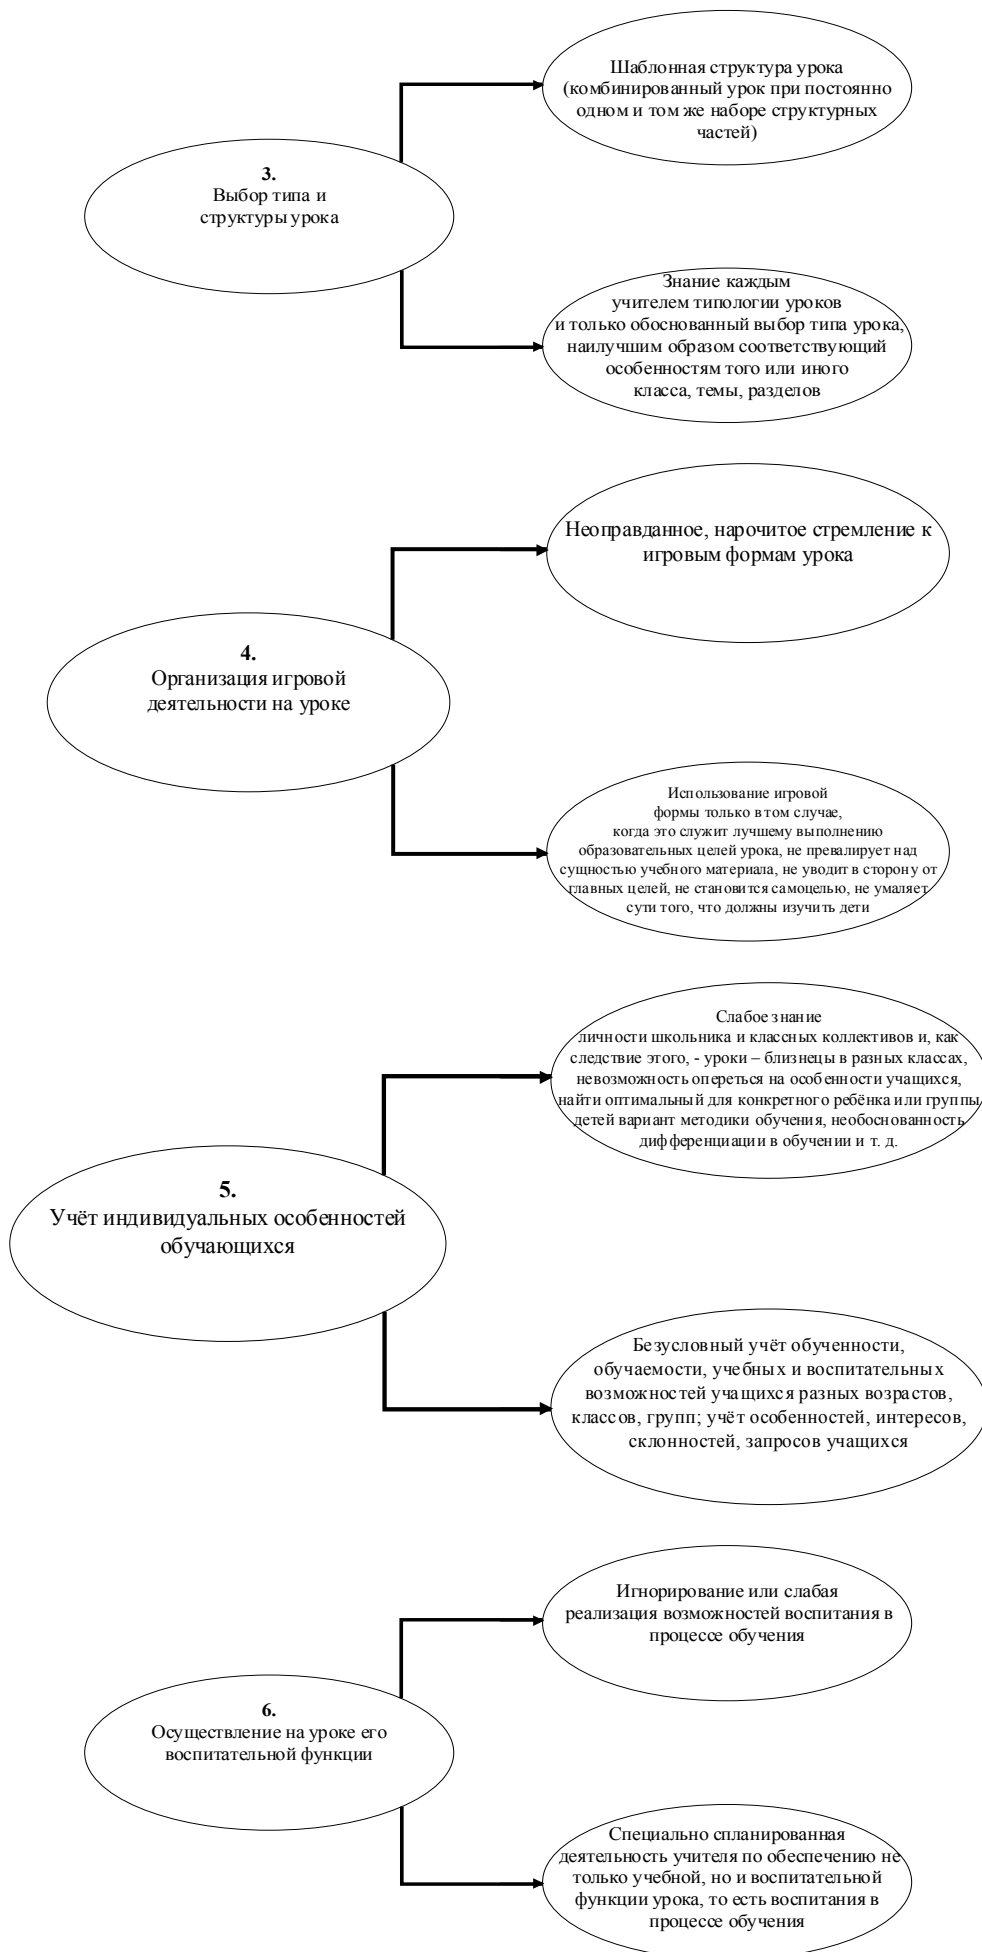 Шаблонная структура урока
(комбинированный урок при постоянно
одном и том же наборе структурных
частей)
3.
Выбор типа и
структуры урока
Знание каждым
учителем типологии уроков
и только обоснованный выбор типа урока,
наилучшим образом соответствующий
особенностям того или иного
класса, темы, разделов
Неоправданное, нарочитое стремление к
игровым формам урока
4.
Организация игровой
деятельности на уроке
Использование игровой
формы только в том случае,
когда это служит лучшему выполнению
образовательных целей урока, не превалирует над
сущностью учебного материала, не уводит в сторону от
главных целей, не становится самоцелью, не умаляет
сути того, что должны изучить дети
Слабое знание
личности школьника и классных коллективов и, как
следствие этого, - уроки – близнецы в разных классах,
невозможность опереться на особенности учащихся,
найти оптимальный для конкретного ребёнка или группы
детей вариант методики обучения, необоснованность
дифференциации в обучении и т. д.
5.
Учёт индивидуальных особенностей
обучающихся
Безусловный учёт обученности,
обучаемости, учебных и воспитательных
возможностей учащихся разных возрастов,
классов, групп; учёт особенностей, интересов,
склонностей, запросов учащихся
Игнорирование или слабая
реализация возможностей воспитания в
процессе обучения
6.
Осуществление на уроке его
воспитательной функции
Специально спланированная
деятельность учителя по обеспечению не
только учебной, но и воспитательной
функции урока, то есть воспитания в
процессе обучения